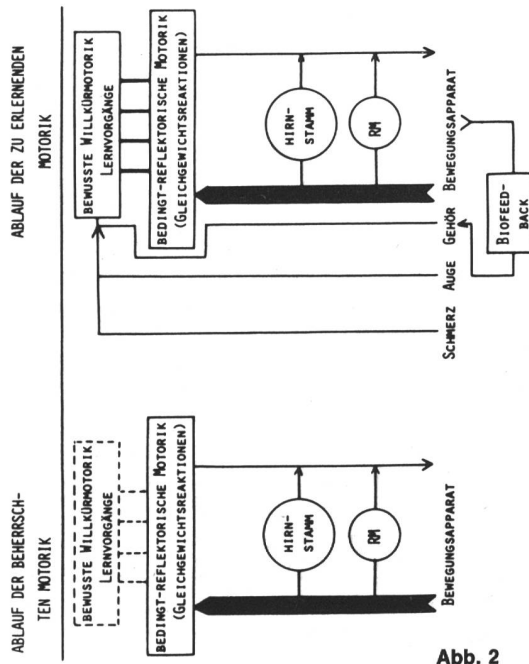 ABLAUF DER BEHERRSCH-
TEN MOTORIK
BEWUSSTE WILLKÜRMOTORIK
LERNVORGÄNGE
BEDINGT-REFLEKTORISCHE MOTORIK
(GLEICHGEWICHTSREAKTIONEN)
HIRN-
STAMM
RM
BEWEGUNGSAPPARAT
ABLAUF DER ZU ERLERNENDEN
MOTORIK
BEWUSSTE WILLKÜRMOTORIK
LERNVORGÄNGE
BEDINGT-REFLEKTORISCHE MOTORIK
(GLEICHGEWICHTSREAKTIONEN)
HIRN-
STAMM
RM
SCHMERZ AUGE GEHÖR BEWEGUNGSAPPARAT
BIOFEED-
BACK
Abb. 2